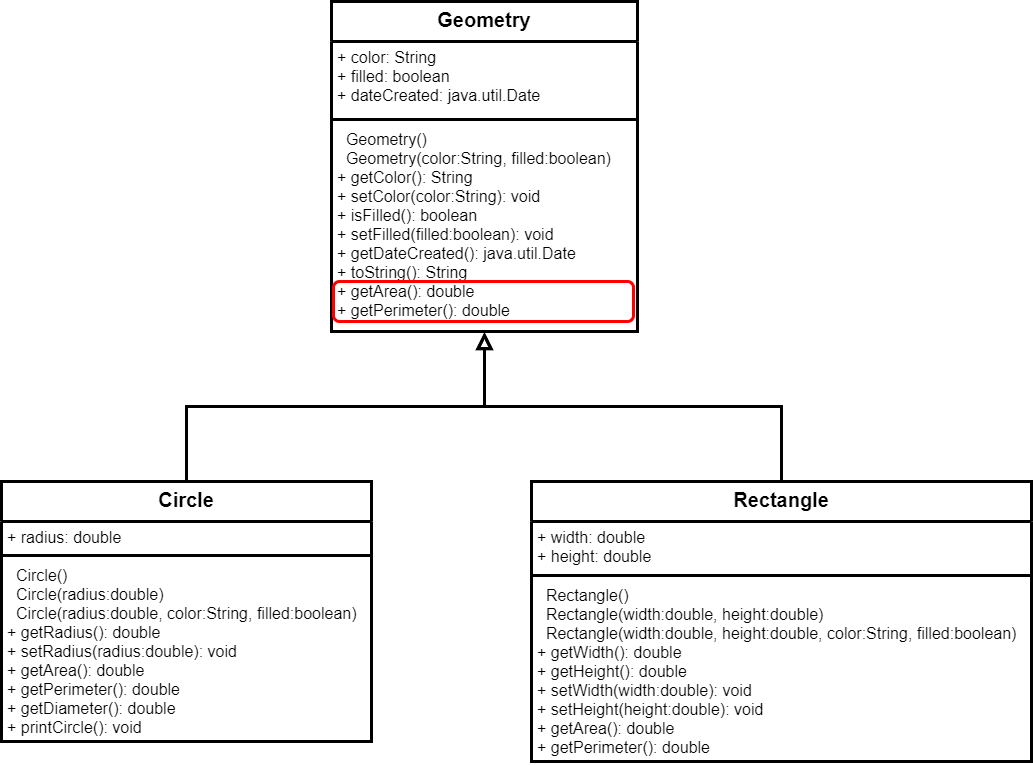 Geometry
+ color: String
+ filled: boolean
+ dateCreated: java.util.Date
Geometry()
Geometry(color:String, filled:boolean)
+ getColor(): String
+ setColor(color:String): void
+ isFilled(): boolean
+ setFilled(filled:boolean): void
+ getDateCreated(): java.util.Date
+ toString(): String
+ getArea(): double
+ getPerimeter(): double
Circle
+ radius: double
Circle()
Circle(radius:double)
Circle(radius:double, color:String, filled:boolean)
+ getRadius(): double
+ setRadius(radius:double): void
+ getArea(): double
+ getPerimeter(): double
+ getDiameter(): double
+ printCircle(): void
Rectangle
+ width: double
+ height: double
Rectangle()
Rectangle(width:double, height:double)
Rectangle(width:double, height:double, color:String, filled:boolean)
+ getWidth(): double
+ getHeight(): double
+ setWidth(width:double): void
+ setHeight(height:double): void
+ getArea(): double
+ getPerimeter(): double